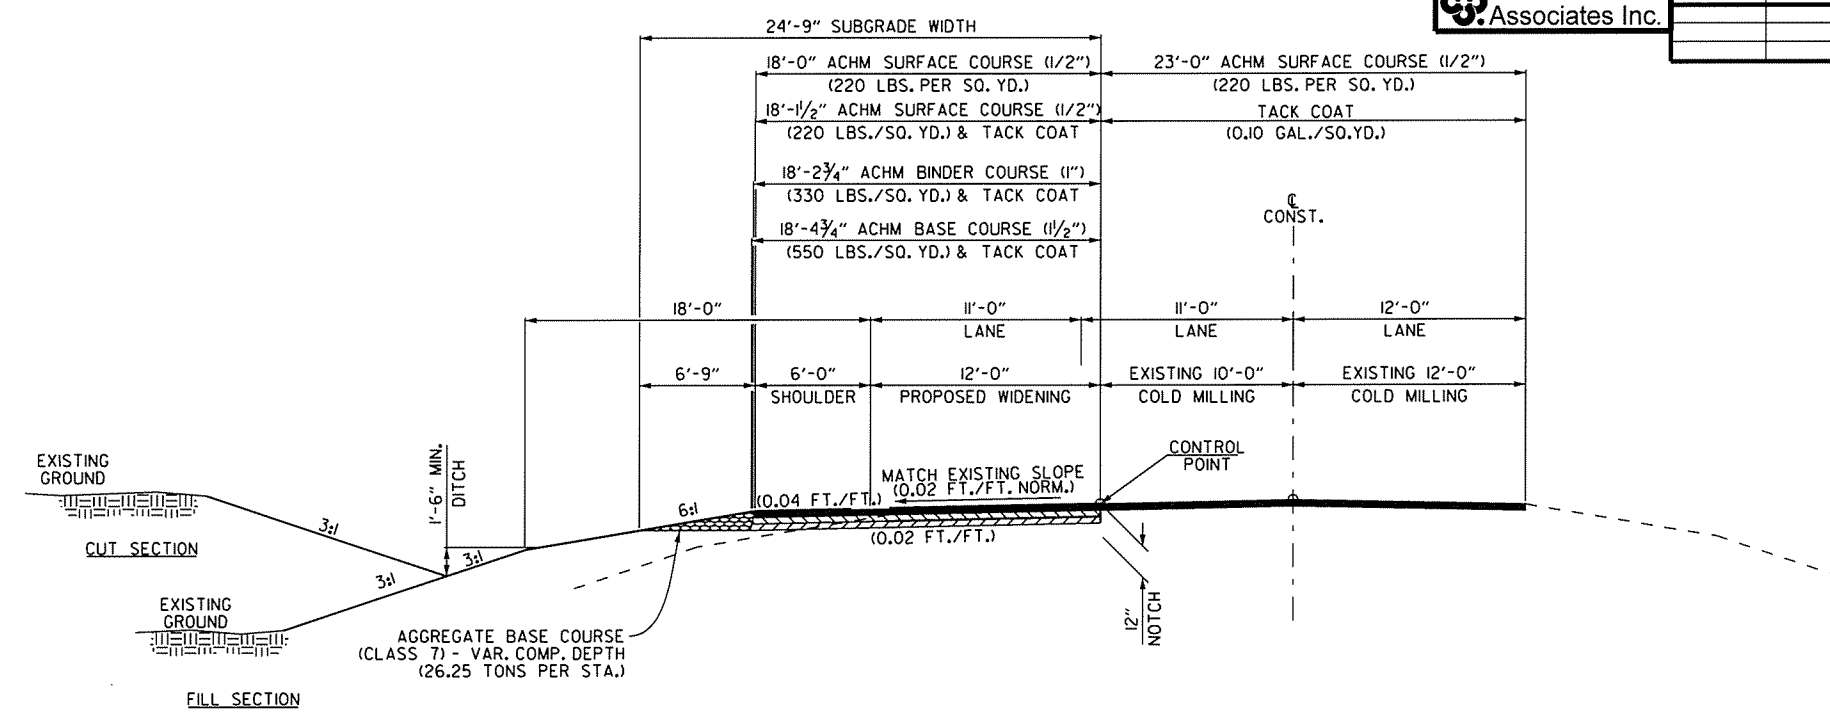 Associates Inc.
24'-9" SUBGRADE WIDTH
18'-0" ACHM SURFACE COURSE (1/2")
(220 LBS. PER SQ. YD.)
23'-0" ACHM SURFACE COURSE (1/2")
(220 LBS. PER SQ. YD.)
18'-1½" ACHM SURFACE COURSE (1/2")
(220 LBS./SQ. YD.) & TACK COAT
TACK COAT
(0.10 GAL./SQ.YD.)
18'-2¾" ACHM BINDER COURSE (1")
(330 LBS./SQ. YD.) & TACK COAT
18'-4¾" ACHM BASE COURSE (1½")
(550 LBS./SQ. YD.) & TACK COAT
℄
CONST.
18'-0"
11'-0"
LANE
11'-0"
LANE
12'-0"
LANE
6'-9"
6'-0"
SHOULDER
12'-0"
PROPOSED WIDENING
EXISTING 10'-0"
COLD MILLING
EXISTING 12'-0"
COLD MILLING
CONTROL
POINT
MATCH EXISTING SLOPE
(0.02 FT./FT. NORM.)
(0.04 FT./FT.)
(0.02 FT./FT.)
6:1
1'-6" MIN.
DITCH
EXISTING
GROUND
3:1
CUT SECTION
3:1
3:1
EXISTING
GROUND
FILL SECTION
12"
NOTCH
AGGREGATE BASE COURSE
(CLASS 7) - VAR. COMP. DEPTH
(26.25 TONS PER STA.)